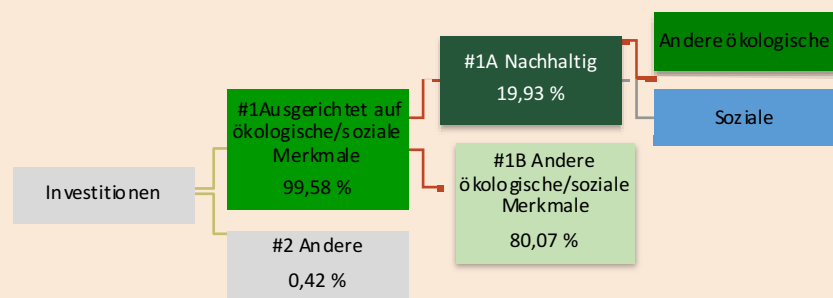 Investitionen
#1Ausgerichtet auf
ökologische/soziale
Merkmale
99,58 %
#2 Andere
0,42 %
#1A Nachhaltig
19,93 %
#1B Andere
ökologische/soziale
Merkmale
80,07 %
Andere ökologische
Soziale